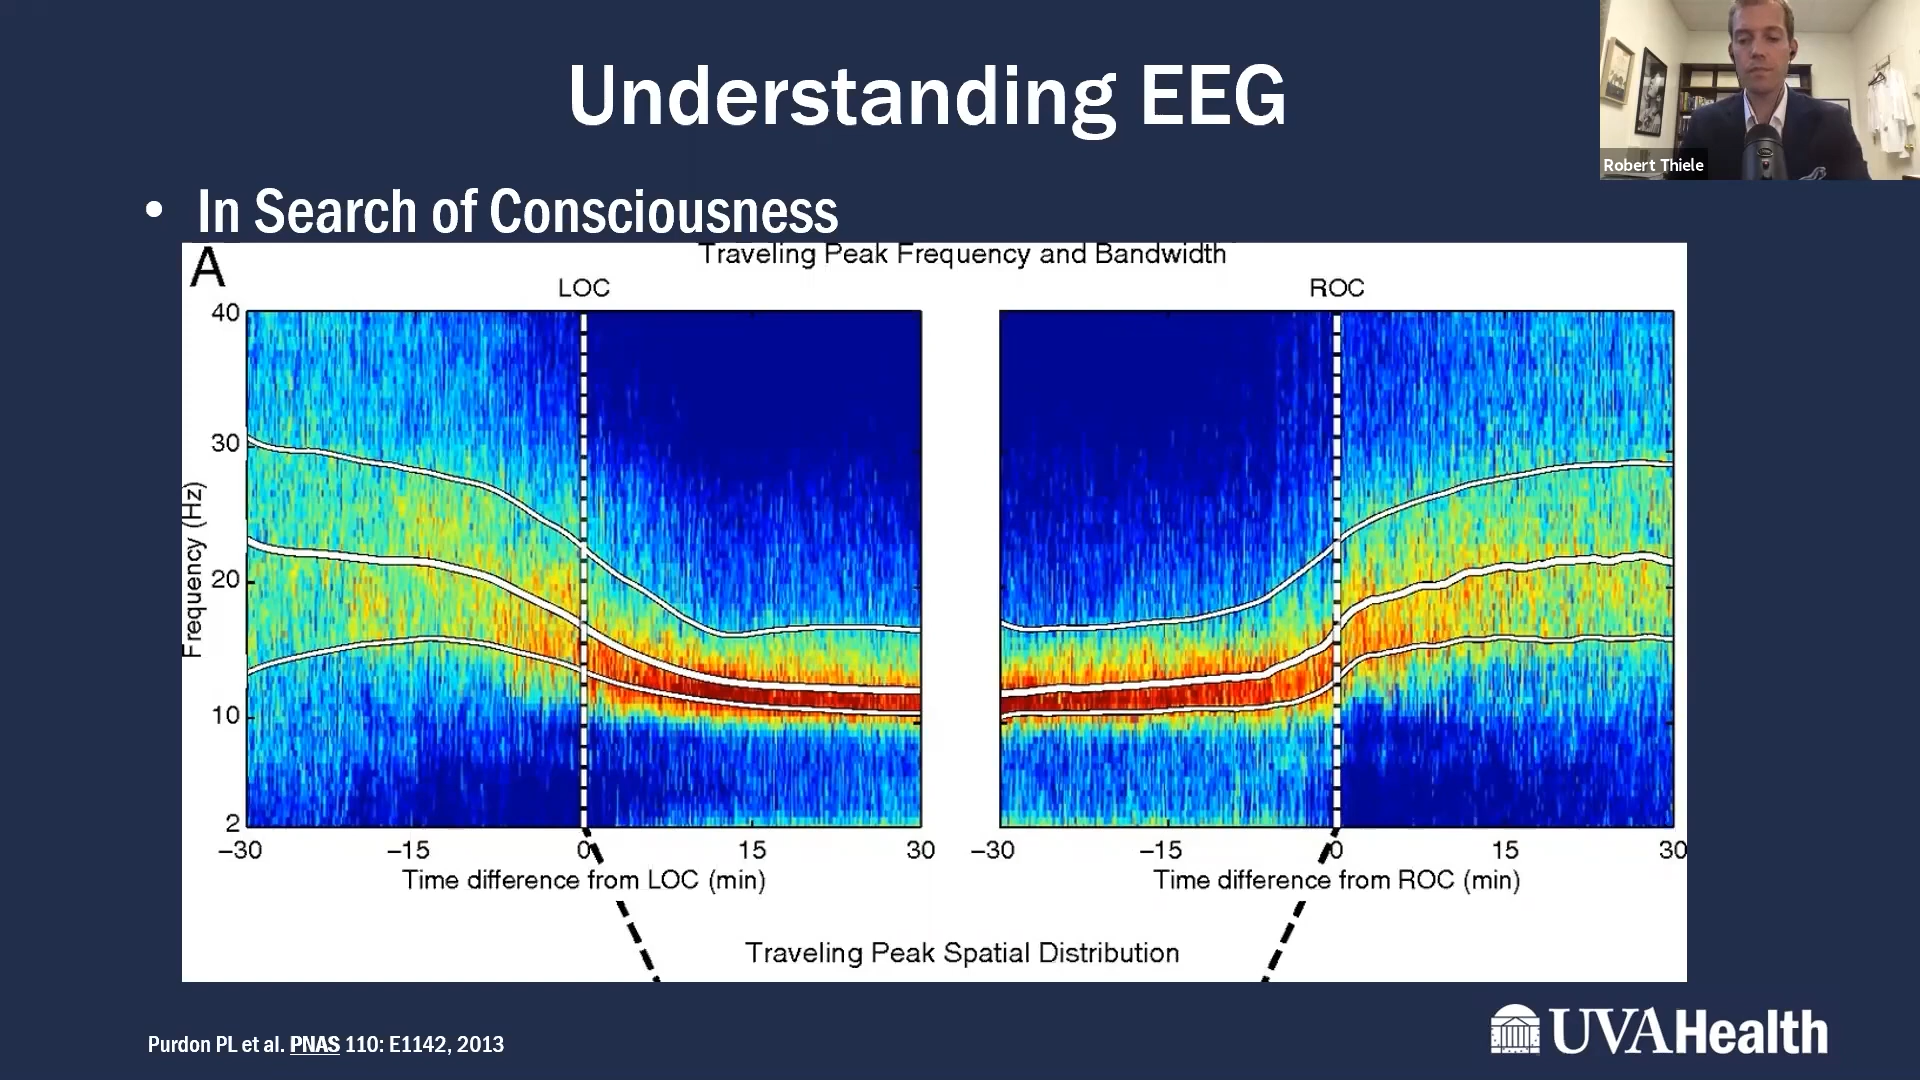 Understanding EEG
Robert Thiele
• In Search of Consciousness
A
Traveling Peak Frequency and Bandwidth
LOC
ROC
40
30
20
10
2
Frequency (Hz)
–30
–15
0
15
30
–30
–15
0
15
30
Time difference from LOC (min)
Time difference from ROC (min)
Traveling Peak Spatial Distribution
Purdon PL et al. PNAS 110: E1142, 2013
UVAHealth